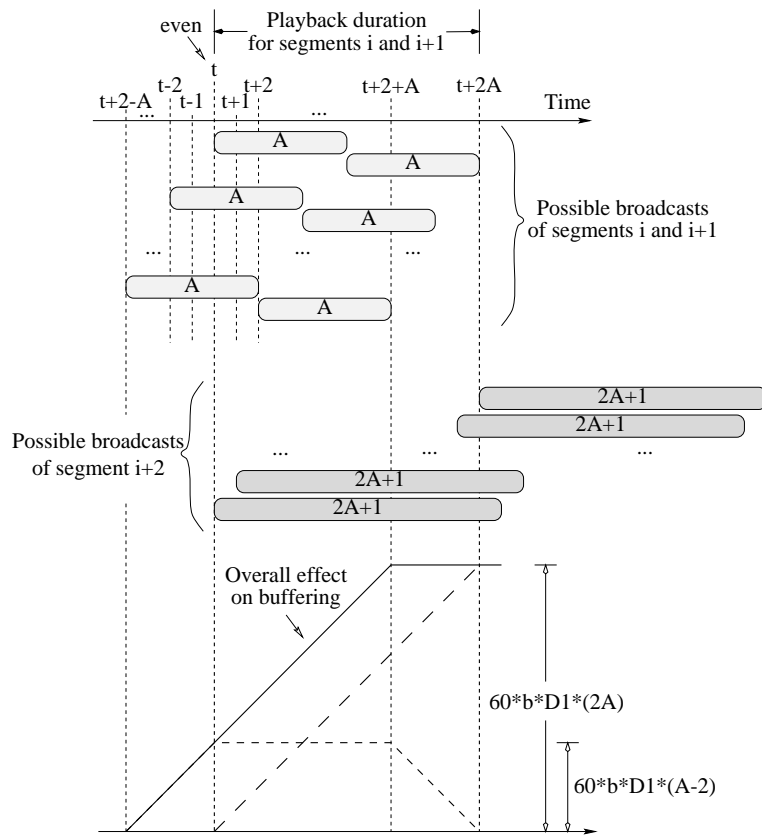 even
Playback duration
for segments i and i+1
t
t-2
t+2
t+2+A
t+2A
t+2-A
...
t-1
t+1
...
Time
A
A
A
A
Possible broadcasts
of segments i and i+1
...
...
...
A
A
2A+1
2A+1
Possible broadcasts
of segment i+2
...
...
...
2A+1
2A+1
Overall effect
on buffering
60*b*D1*(2A)
60*b*D1*(A-2)